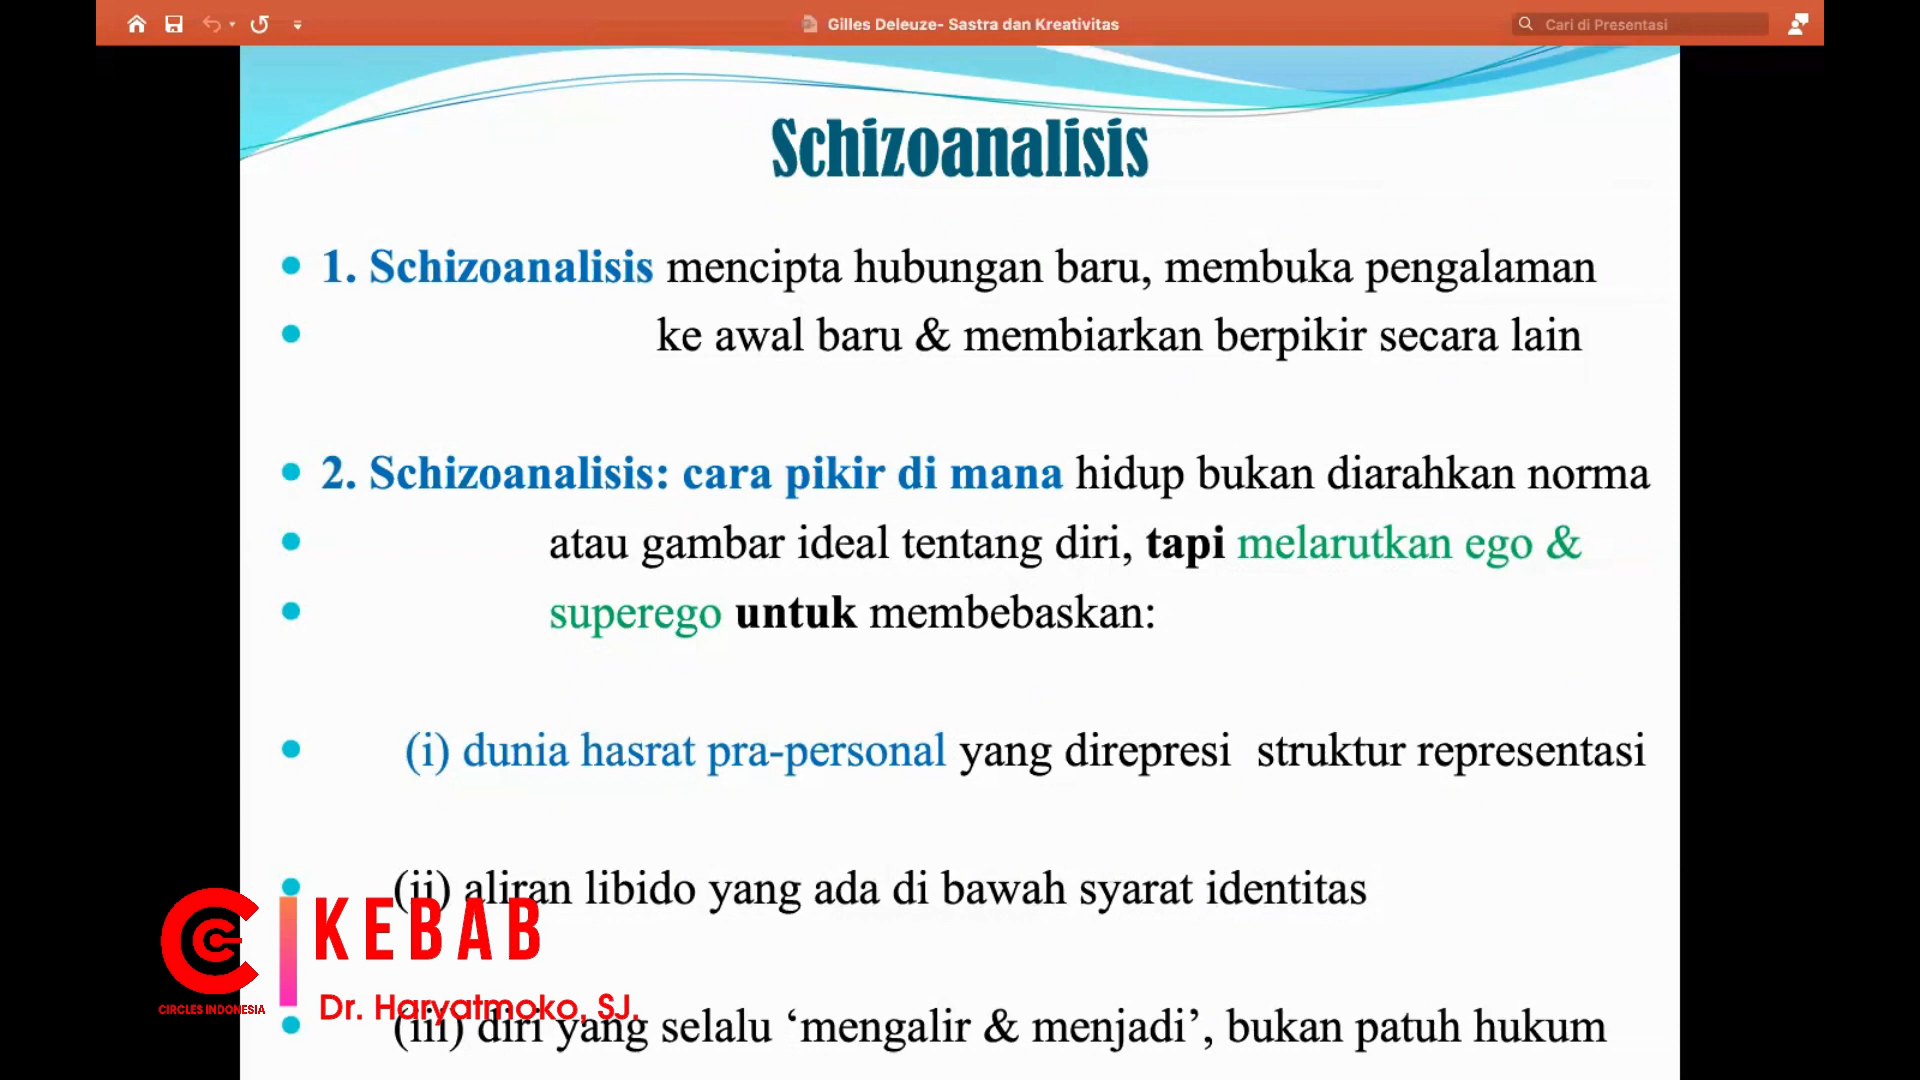 Gilles Deleuze- Sastra dan Kreativitas
Cari di Presentasi
Schizoanalisis
1. Schizoanalisis mencipta hubungan baru, membuka pengalaman
ke awal baru & membiarkan berpikir secara lain
2. Schizoanalisis: cara pikir di mana hidup bukan diarahkan norma
atau gambar ideal tentang diri, tapi melarutkan ego &
superego untuk membebaskan:
(i) dunia hasrat pra-personal yang direpresi struktur representasi
(ii) aliran libido yang ada di bawah syarat identitas
KEBAB
CIRCLES INDONESIA
Dr. Haryatmoko, SJ.
(iii) diri yang selalu ‘mengalir & menjadi’, bukan patuh hukum